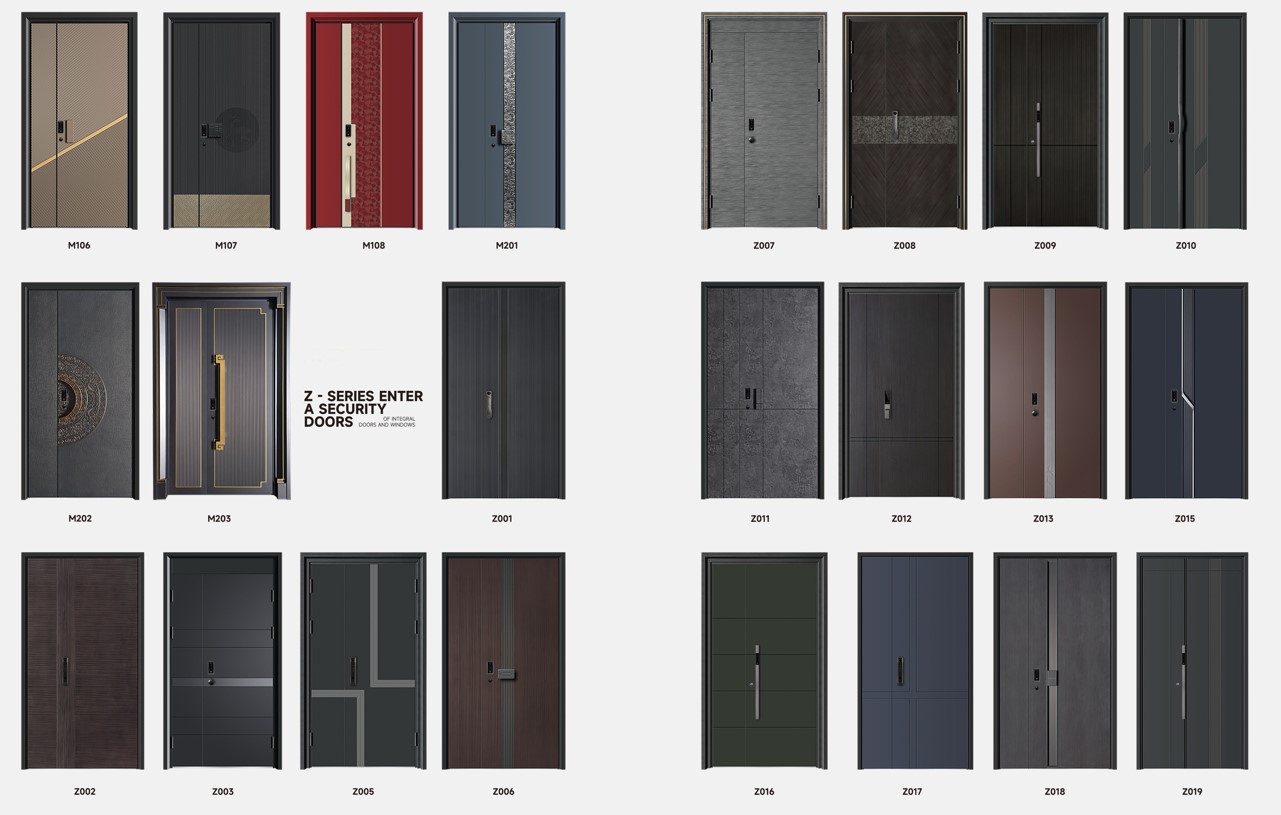 M106
M107
M108
M201
Z007
Z008
Z009
Z010
M202
M203
Z - SERIES ENTER
A SECURITY
DOORS
OF INTEGRAL
DOORS AND WINDOWS
Z001
Z011
Z012
Z013
Z015
Z002
Z003
Z005
Z006
Z016
Z017
Z018
Z019